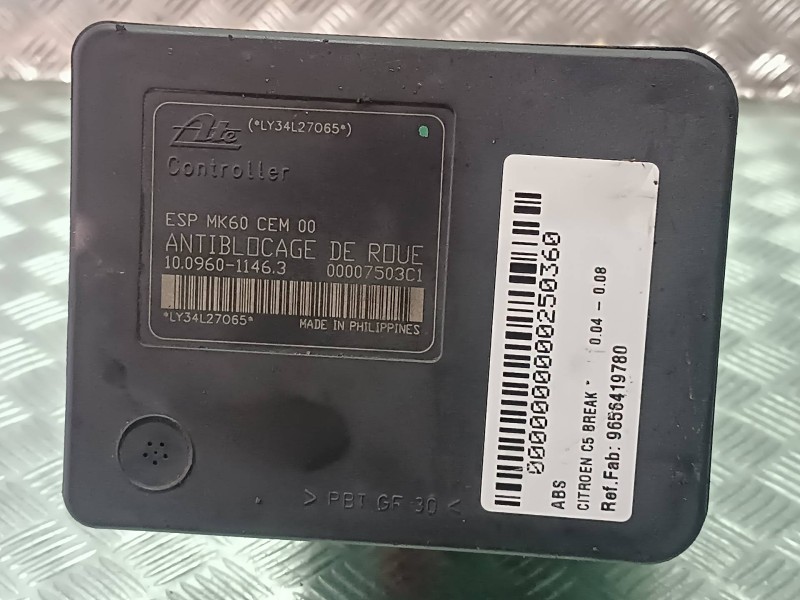 Ate (*LY34L27065*)
Controller
ESP MK60 CEM 00
ANTIBLOCAGE DE ROUE
10.0960-1146.3 00007503C1
*LY34L27065* MADE IN PHILIPPINES
> PBT GF 30 <
0000000000000250360
ABS
CITROEN C5 BREAK * 0.04 - 0.08
Ref.Fab: 9656419780